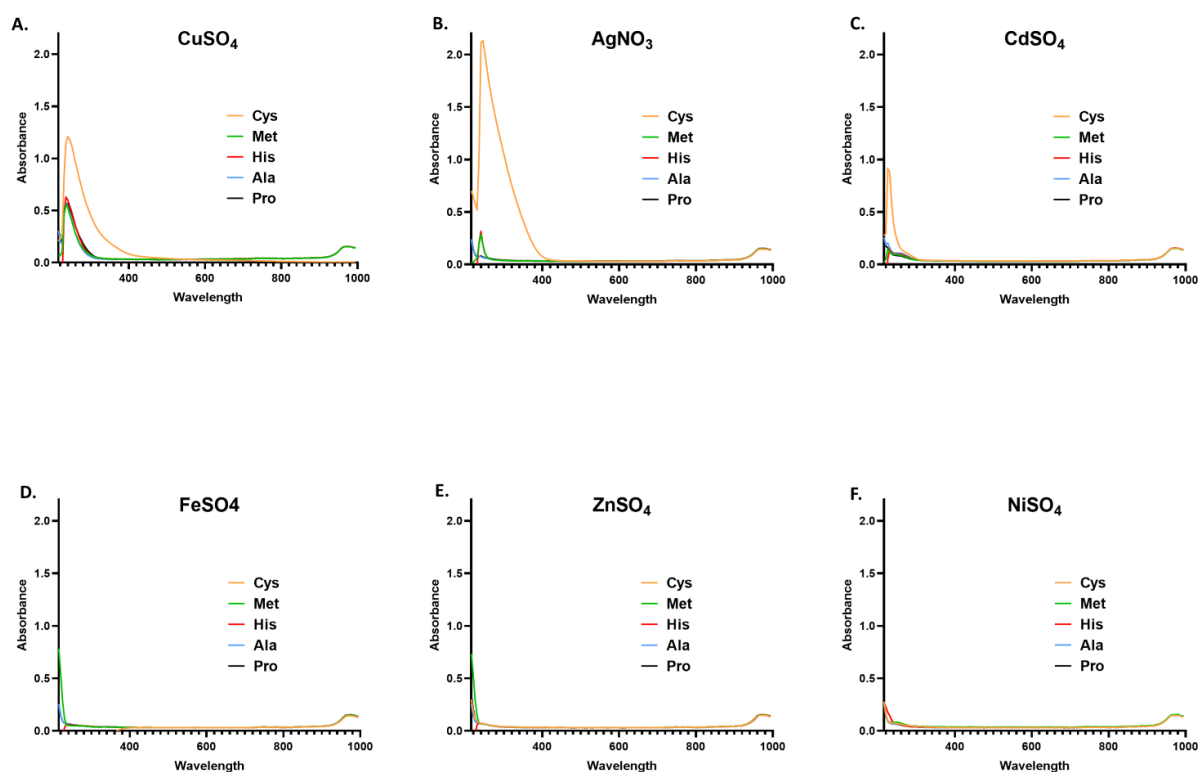 A.
CuSO4
Absorbance
2.0
1.5
1.0
0.5
0.0
Cys
Met
His
Ala
Pro
400
600
800
1000
Wavelength
B.
AgNO3
Absorbance
2.0
1.5
1.0
0.5
0.0
Cys
Met
His
Ala
Pro
400
600
800
1000
Wavelength
C.
CdSO4
Absorbance
2.0
1.5
1.0
0.5
0.0
Cys
Met
His
Ala
Pro
400
600
800
1000
Wavelength
D.
FeSO4
Absorbance
2.0
1.5
1.0
0.5
0.0
Cys
Met
His
Ala
Pro
400
600
800
1000
Wavelength
E.
ZnSO4
Absorbance
2.0
1.5
1.0
0.5
0.0
Cys
Met
His
Ala
Pro
400
600
800
1000
Wavelength
F.
NiSO4
Absorbance
2.0
1.5
1.0
0.5
0.0
Cys
Met
His
Ala
Pro
400
600
800
1000
Wavelength